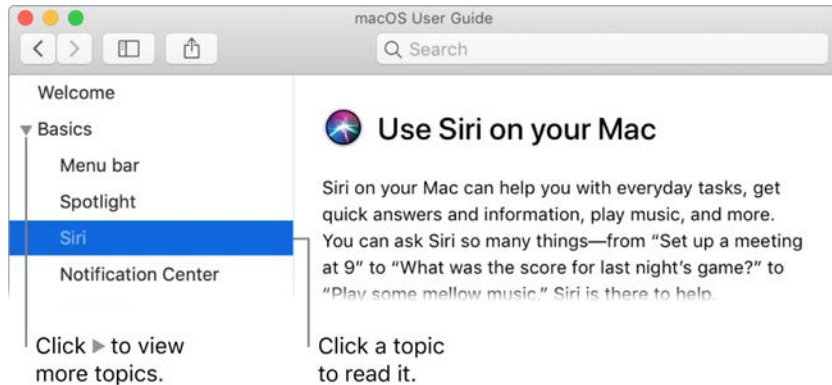 macOS User Guide
Search
Welcome
Basics
Menu bar
Spotlight
Siri
Notification Center
Use Siri on your Mac
Siri on your Mac can help you with everyday tasks, get
quick answers and information, play music, and more.
You can ask Siri so many things—from “Set up a meeting
at 9” to “What was the score for last night’s game?” to
“Play some mellow music.” Siri is there to help.
Click ▶ to view
more topics.
Click a topic
to read it.